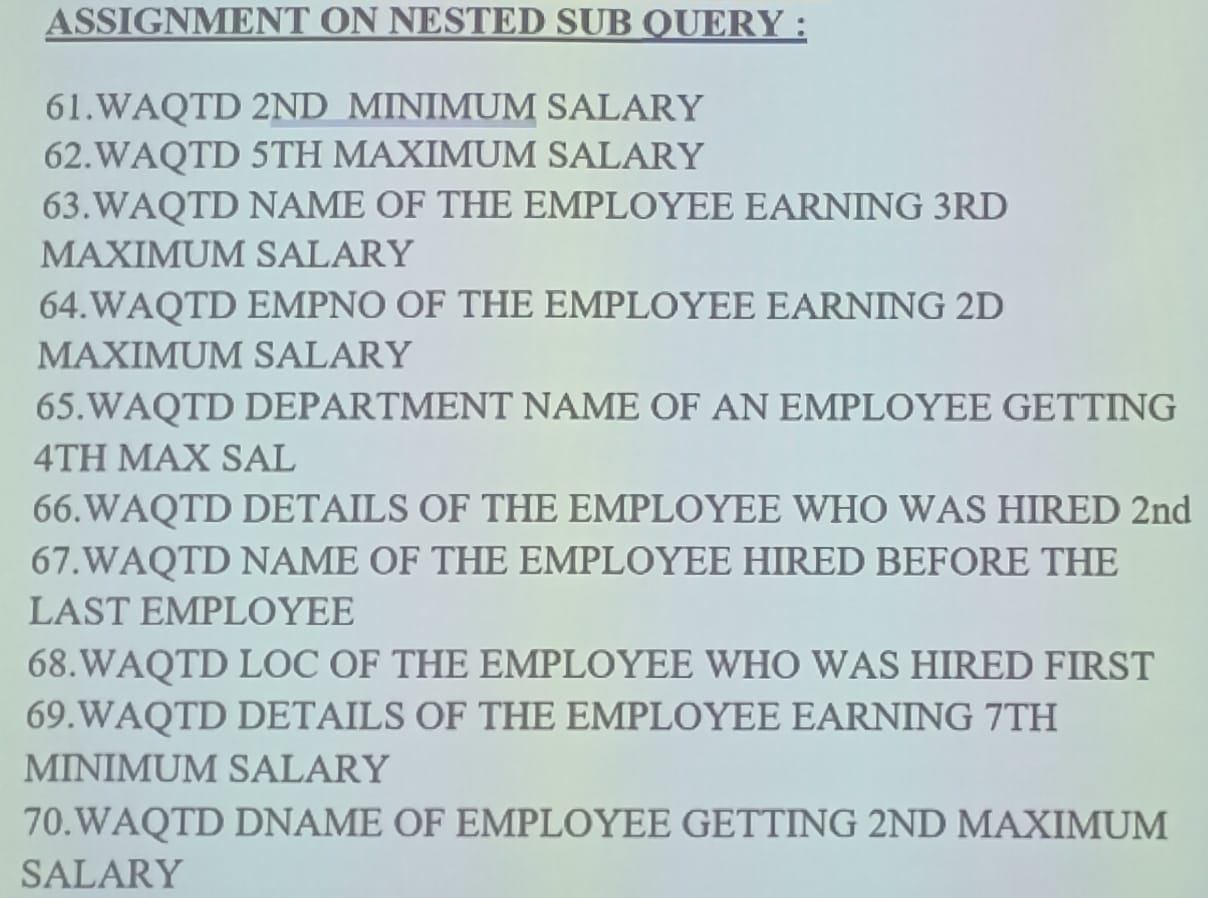 ASSIGNMENT ON NESTED SUB QUERY :
61.WAQTD 2ND MINIMUM SALARY
62.WAQTD 5TH MAXIMUM SALARY
63.WAQTD NAME OF THE EMPLOYEE EARNING 3RD
MAXIMUM SALARY
64.WAQTD EMPNO OF THE EMPLOYEE EARNING 2D
MAXIMUM SALARY
65.WAQTD DEPARTMENT NAME OF AN EMPLOYEE GETTING
4TH MAX SAL
66.WAQTD DETAILS OF THE EMPLOYEE WHO WAS HIRED 2nd
67.WAQTD NAME OF THE EMPLOYEE HIRED BEFORE THE
LAST EMPLOYEE
68.WAQTD LOC OF THE EMPLOYEE WHO WAS HIRED FIRST
69.WAQTD DETAILS OF THE EMPLOYEE EARNING 7TH
MINIMUM SALARY
70.WAQTD DNAME OF EMPLOYEE GETTING 2ND MAXIMUM
SALARY